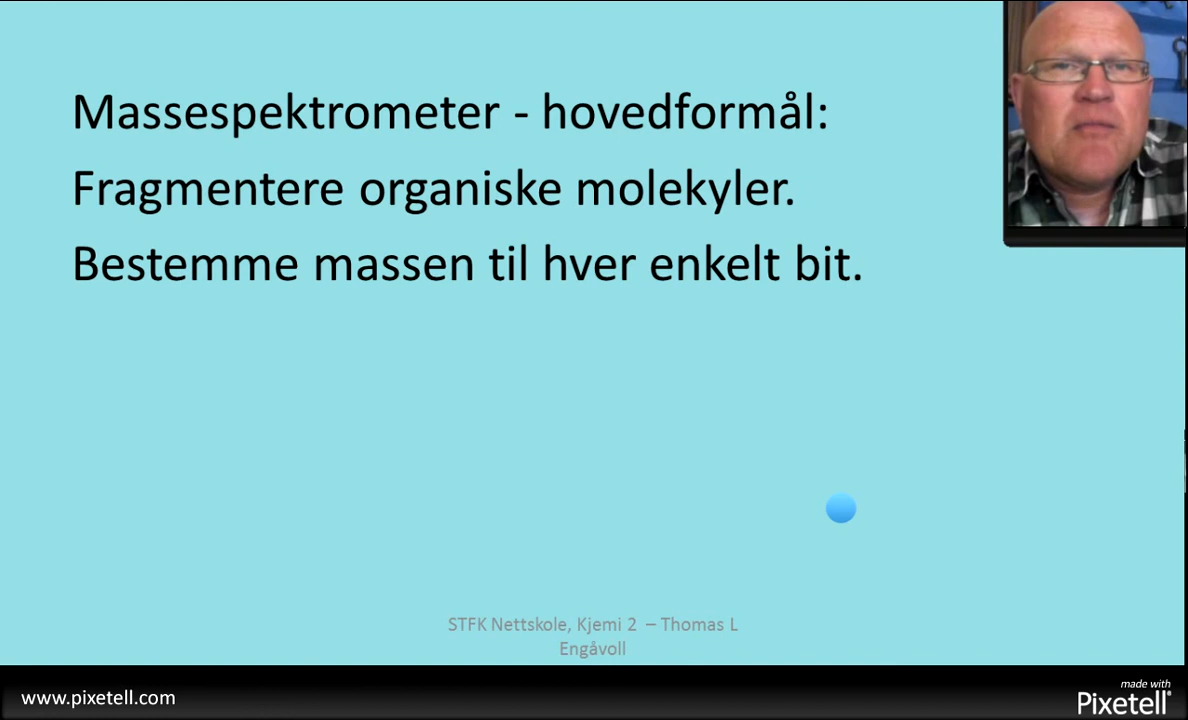 Massespektrometer - hovedformål:
Fragmentere organiske molekyler.
Bestemme massen til hver enkelt bit.
STFK Nettskole, Kjemi 2 – Thomas L
Engåvoll
www.pixetell.com
made with
Pixetell®